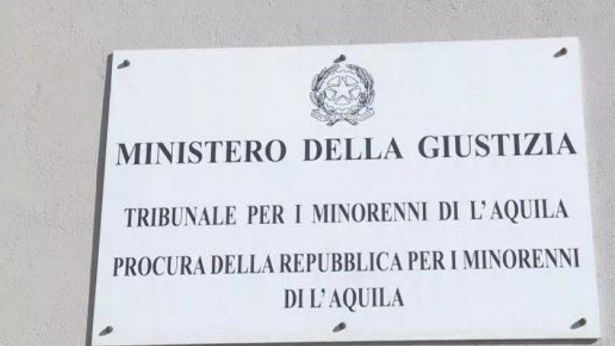 MINISTERO DELLA GIUSTIZIA
TRIBUNALE PER I MINORENNI DI L'AQUILA
PROCURA DELLA REPUBBLICA PER I MINORENNI
DI L'AQUILA